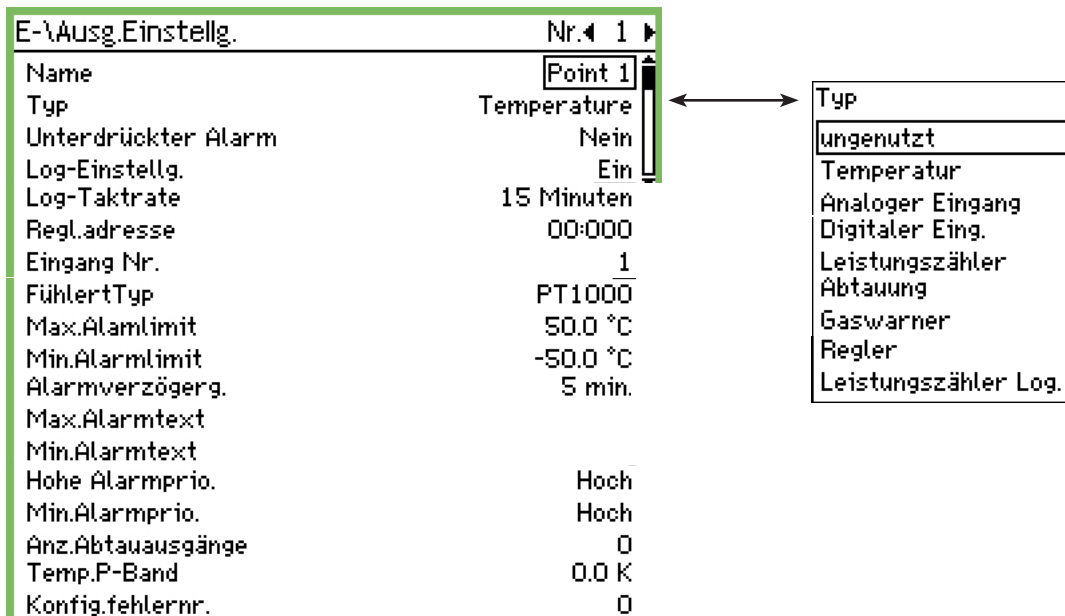 E-\Ausg.Einstellg. Nr. 1
Name Point 1
Typ Temperature
Unterdrückter Alarm Nein
Log-Einstellg. Ein
Log-Taktrate 15 Minuten
Regl.adresse 00:000
Eingang Nr. 1
FühlertTyp PT1000
Max.Alamlimit 50.0 °C
Min.Alarmlimit -50.0 °C
Alarmverzögerg. 5 min.
Max.Alarmtext
Min.Alarmtext
Hohe Alarmprio. Hoch
Min.Alarmprio. Hoch
Anz.Abtauausgänge 0
Temp.P-Band 0.0 K
Konfig.fehlernr. 0
Typ
ungenutzt
Temperatur
Analoger Eingang
Digitaler Eing.
Leistungszähler
Abtauung
Gaswarner
Regler
Leistungszähler Log.